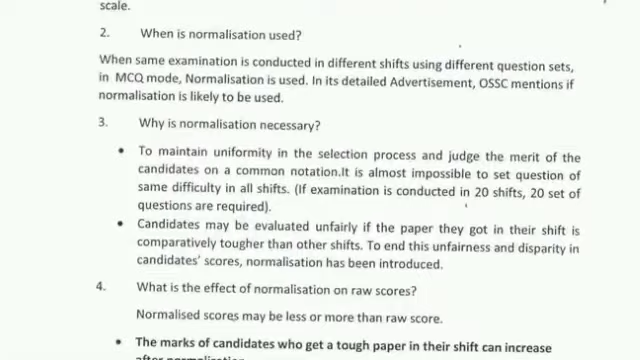 scale.
2. When is normalisation used?
When same examination is conducted in different shifts using different question sets,
in MCQ mode, Normalisation is used. In its detailed Advertisement, OSSC mentions if
normalisation is likely to be used.
3. Why is normalisation necessary?
• To maintain uniformity in the selection process and judge the merit of the
candidates on a common notation.It is almost impossible to set question of
same difficulty in all shifts. (If examination is conducted in 20 shifts, 20 set of
questions are required).
• Candidates may be evaluated unfairly if the paper they got in their shift is
comparatively tougher than other shifts. To end this unfairness and disparity in
candidates' scores, normalisation has been introduced.
4. What is the effect of normalisation on raw scores?
Normalised scores may be less or more than raw score.
• The marks of candidates who get a tough paper in their shift can increase
after normalisation